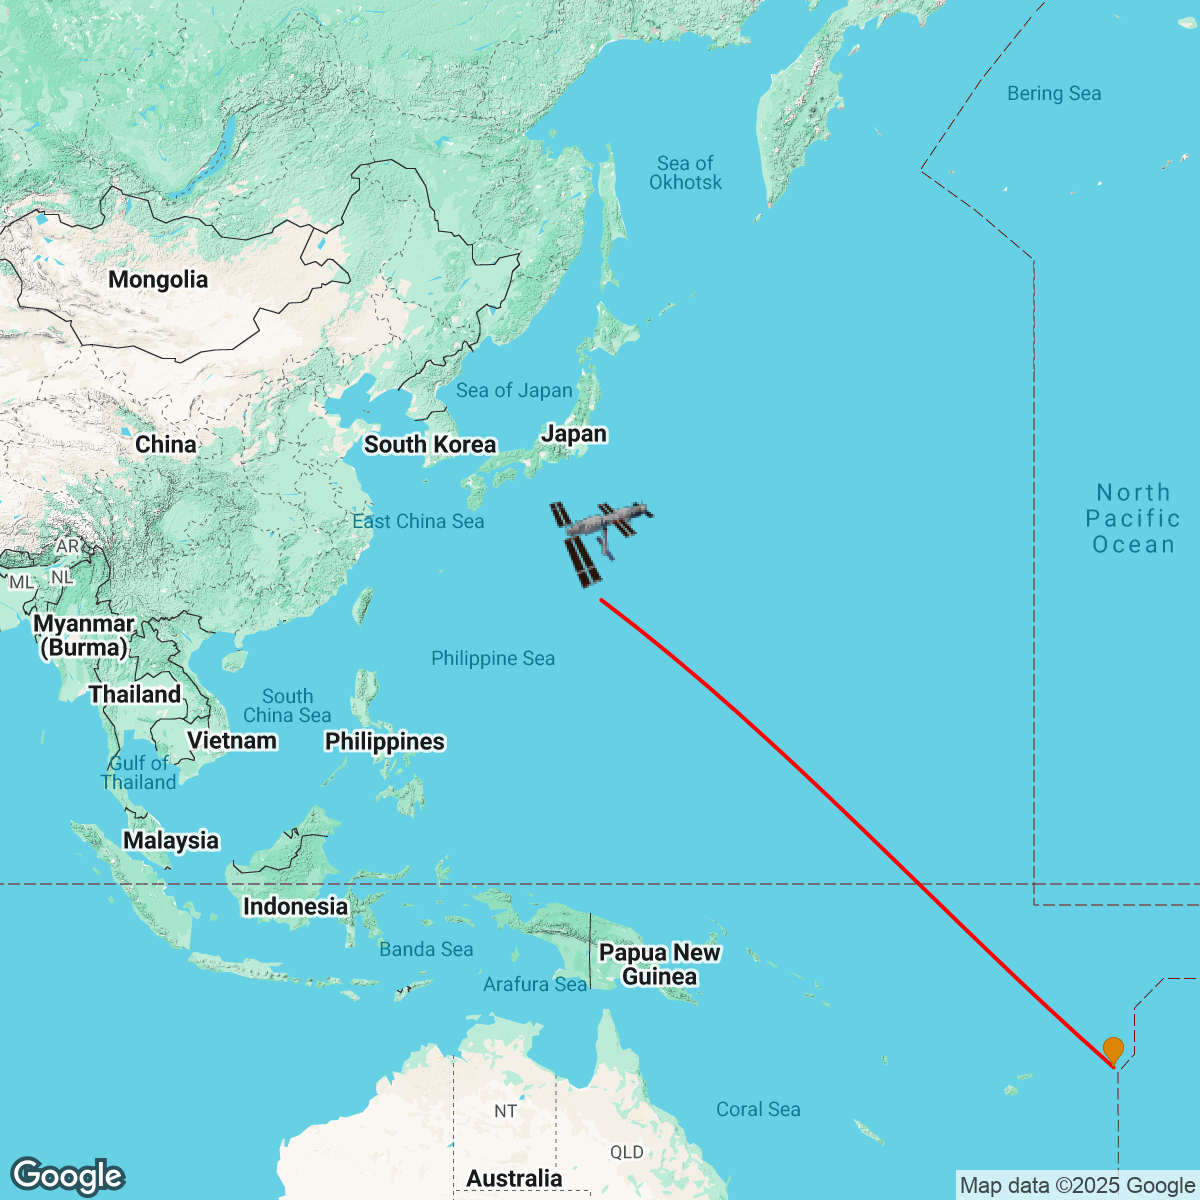 Bering Sea
Sea of
Okhotsk
Mongolia
Sea of Japan
Japan
China
South Korea
North
Pacific
Ocean
East China Sea
AR
ML
NL
Myanmar
(Burma)
Philippine Sea
Thailand
South
China Sea
Vietnam
Philippines
Gulf of
Thailand
Malaysia
Indonesia
Banda Sea
Papua New
Guinea
Arafura Sea
NT
Coral Sea
QLD
Australia
Google
Map data ©2025 Google